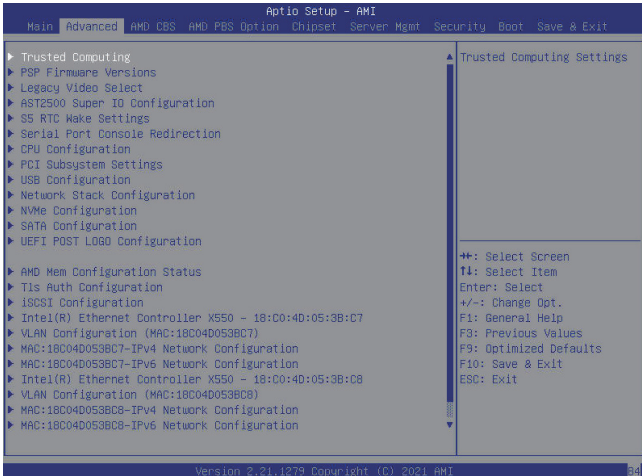 Aptio Setup - AMI
Main Advanced AMD CBS AMD PBS Option Chipset Server Mgmt Security Boot Save & Exit
Trusted Computing
PSP Firmware Versions
Legacy Video Select
AST2500 Super IO Configuration
S5 RTC Wake Settings
Serial Port Console Redirection
CPU Configuration
PCI Subsystem Settings
USB Configuration
Network Stack Configuration
NVMe Configuration
SATA Configuration
UEFI POST LOGO Configuration
AMD Mem Configuration Status
Tls Auth Configuration
iSCSI Configuration
Intel(R) Ethernet Controller X550 - 18:C0:4D:05:3B:C7
VLAN Configuration (MAC:18C04D053BC7)
MAC:18C04D053BC7-IPv4 Network Configuration
MAC:18C04D053BC7-IPv6 Network Configuration
Intel(R) Ethernet Controller X550 - 18:C0:4D:05:3B:C8
VLAN Configuration (MAC:18C04D053BC8)
MAC:18C04D053BC8-IPv4 Network Configuration
MAC:18C04D053BC8-IPv6 Network Configuration
Trusted Computing Settings
→←: Select Screen
↑↓: Select Item
Enter: Select
+/-: Change Opt.
F1: General Help
F3: Previous Values
F9: Optimized Defaults
F10: Save & Exit
ESC: Exit
Version 2.21.1279 Copyright (C) 2021 AMI
B4